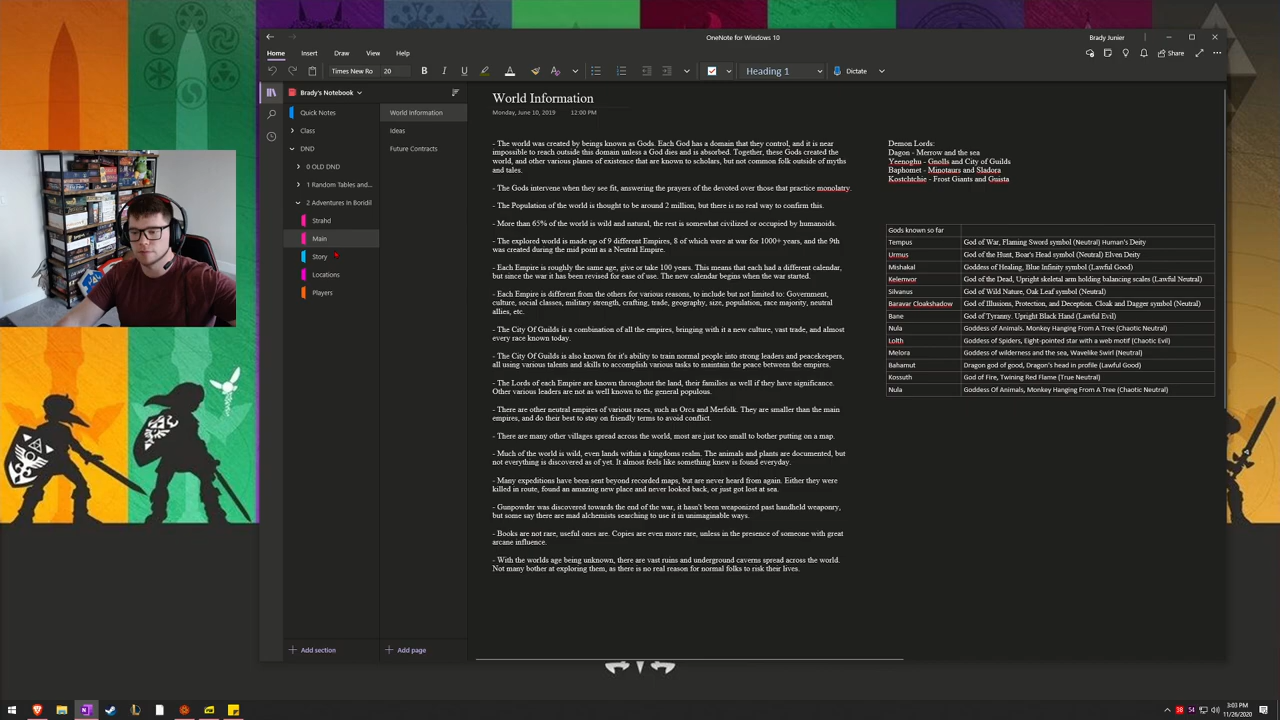 OneNote for Windows 10
Brady Junier
Home
Insert
Draw
View
Help
Share
Times New Ro
20
B
I
U
A
Heading 1
Dictate
Brady's Notebook
Quick Notes
Class
DND
0 OLD DND
1 Random Tables and...
2 Adventures In Boridil
Strahd
Main
Story
Locations
Players
Add section
World Information
Ideas
Future Contracts
Add page
World Information
Monday, June 10, 2019
12:00 PM
- The world was created by beings known as Gods. Each God has a domain that they control, and it is near
impossible to reach outside this domain unless a God dies and is absorbed. Together, these Gods created the
world, and other various planes of existence that are known to scholars, but not common folk outside of myths
and tales.
- The Gods intervene when they see fit, answering the prayers of the devoted over those that practice monolatry.
- The Population of the world is thought to be around 2 million, but there is no real way to confirm this.
- More than 65% of the world is wild and natural, the rest is somewhat civilized or occupied by humanoids.
- The explored world is made up of 9 different Empires, 8 of which were at war for 1000+ years, and the 9th
was created during the mid point as a Neutral Empire.
- Each Empire is roughly the same age, give or take 100 years. This means that each had a different calendar,
but since the war it has been revised for ease of use. The new calendar begins when the war started.
- Each Empire is different from the others for various reasons, to include but not limited to: Government,
culture, social classes, military strength, crafting, trade, geography, size, population, race majority, neutral
allies, etc.
- The City Of Guilds is a combination of all the empires, bringing with it a new culture, vast trade, and almost
every race known today.
- The City Of Guilds is also known for it's ability to train normal people into strong leaders and peacekeepers,
all using various talents and skills to accomplish various tasks to maintain the peace between the empires.
- The Lords of each Empire are known throughout the land, their families as well if they have significance.
Other various leaders are not as well known to the general populous.
- There are other neutral empires of various races, such as Orcs and Merfolk. They are smaller than the main
empires, and do their best to stay on friendly terms to avoid conflict.
- There are many other villages spread across the world, most are just too small to bother putting on a map.
- Much of the world is wild, even lands within a kingdoms realm. The animals and plants are documented, but
not everything is discovered as of yet. It almost feels like something knew is found everyday.
- Many expeditions have been sent beyond recorded maps, but are never heard from again. Either they were
killed in route, found an amazing new place and never looked back, or just got lost at sea.
- Gunpowder was discovered towards the end of the war, it hasn't been weaponized past handheld weaponry,
but some say there are mad alchemists searching to use it in unimaginable ways.
- Books are not rare, useful ones are. Copies are even more rare, unless in the presence of someone with great
arcane influence.
- With the worlds age being unknown, there are vast ruins and underground caverns spread across the world.
Not many bother at exploring them, as there is no real reason for normal folks to risk their lives.
Demon Lords:
Dagon - Merrow and the sea
Yeenoghu - Gnolls and City of Guilds
Baphomet - Minotaurs and Sladora
Kostchtchie - Frost Giants and Guista
Gods known so far
Tempus God of War, Flaming Sword symbol (Neutral) Human's Deity
Urmus God of the Hunt, Boar's Head symbol (Neutral) Elven Deity
Mishakal Goddess of Healing, Blue Infinity symbol (Lawful Good)
Kelemvor God of the Dead, Upright skeletal arm holding balancing scales (Lawful Neutral)
Silvanus God of Wild Nature, Oak Leaf symbol (Neutral)
Baravar Cloakshadow God of Illusions, Protection, and Deception. Cloak and Dagger symbol (Neutral)
Bane God of Tyranny. Upright Black Hand (Lawful Evil)
Nula Goddess of Animals. Monkey Hanging From A Tree (Chaotic Neutral)
Lolth Goddess of Spiders, Eight-pointed star with a web motif (Chaotic Evil)
Melora Goddess of wilderness and the sea, Wavelike Swirl (Neutral)
Bahamut Dragon god of good, Dragon's head in profile (Lawful Good)
Kossuth God of Fire, Twining Red Flame (True Neutral)
Nula Goddess Of Animals, Monkey Hanging From A Tree (Chaotic Neutral)
38
54
3:03 PM
11/26/2020